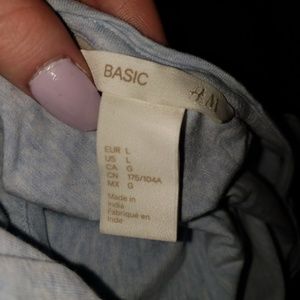 BASIC
H&M
EUR L
US L
CA G
CN 175/104A
MX G
Made in
India
Fabriqué en
Inde